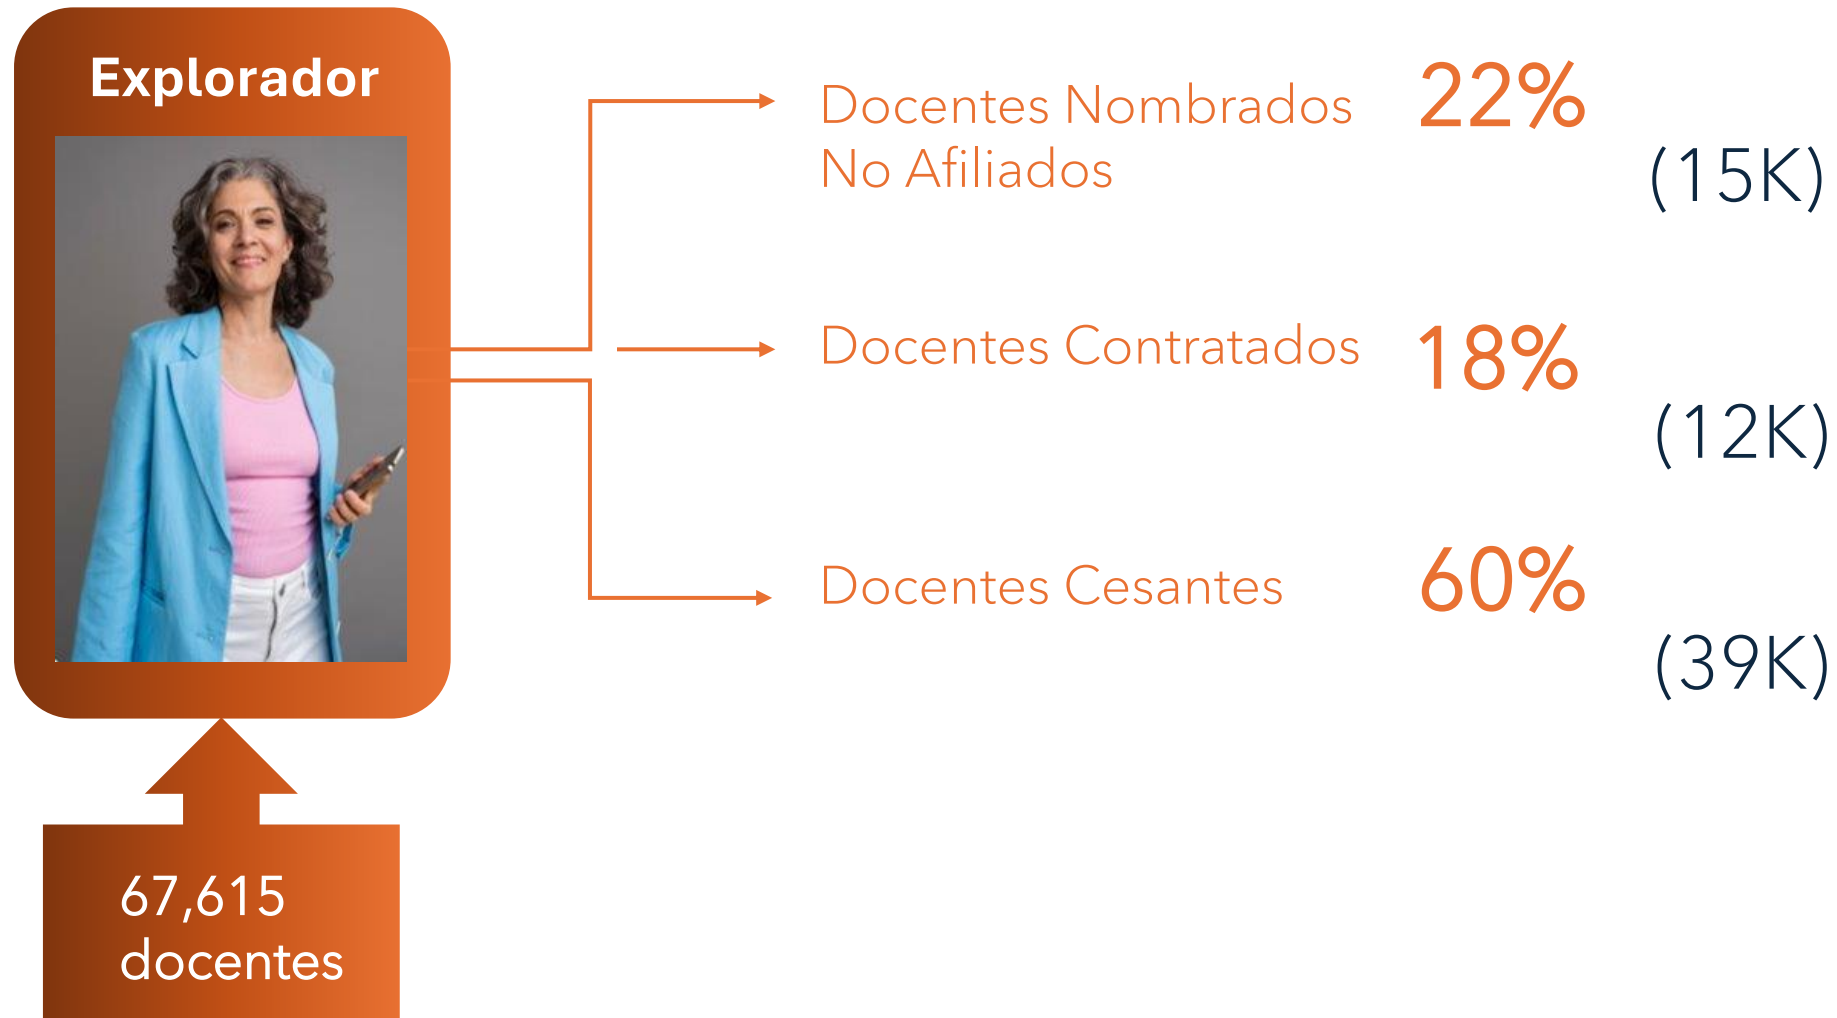 Explorador
Docentes Nombrados 22%
No Afiliados
(15K)
Docentes Contratados 18%
(12K)
Docentes Cesantes 60%
(39K)
67,615
docentes